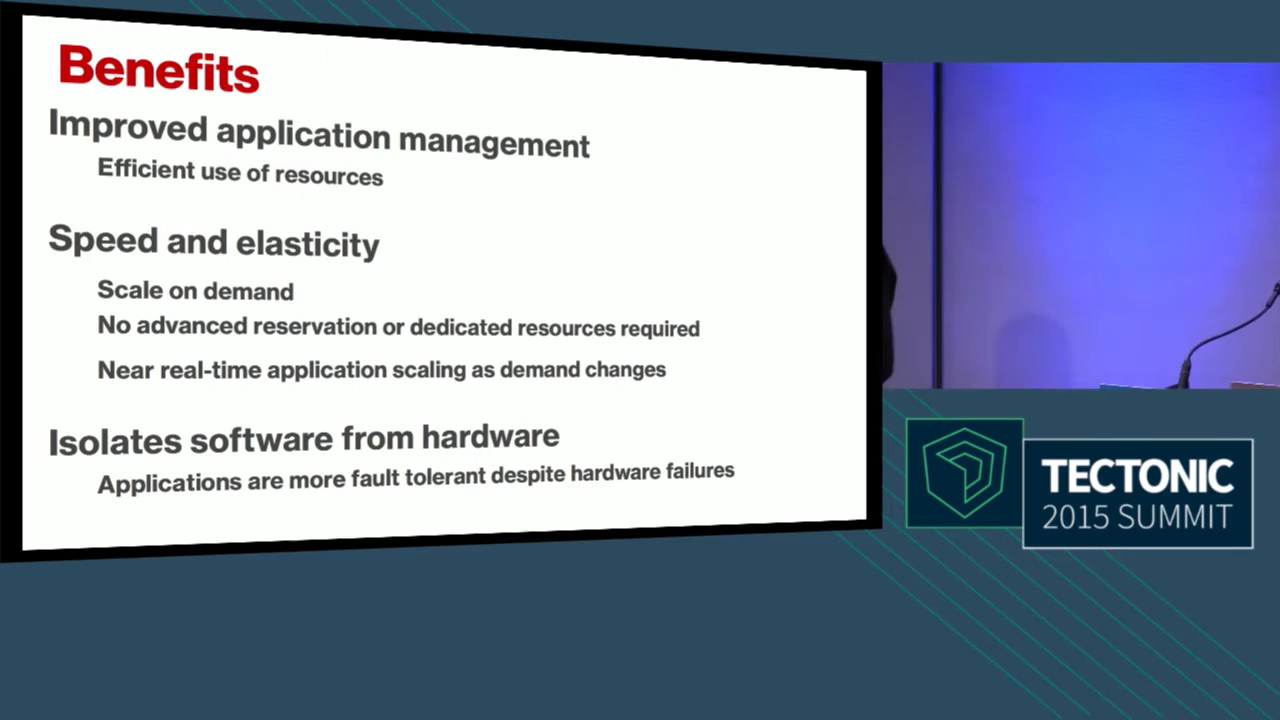 Benefits
Improved application management
Efficient use of resources
Speed and elasticity
Scale on demand
No advanced reservation or dedicated resources required
Near real-time application scaling as demand changes
Isolates software from hardware
Applications are more fault tolerant despite hardware failures
TECTONIC
2015 SUMMIT